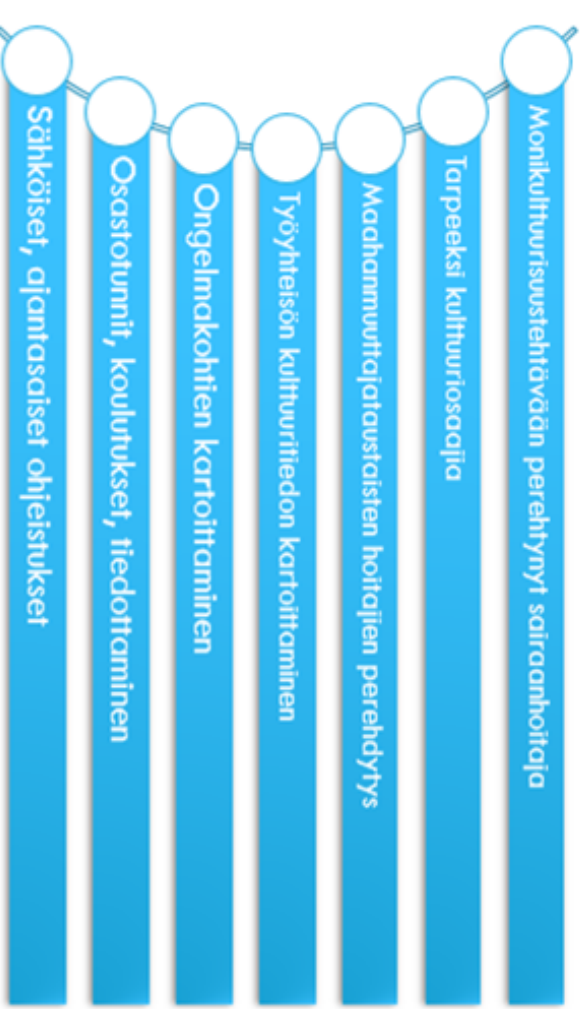 Monikulttuurisuustehtävään perehtynyt sairaanhoitaja
Tarpeeksi kulttuuriosaajia
Maahanmuuttajataustaisten hoitajien perehdytys
Työyhteisön kulttuuritiedon kartoittaminen
Ongelmakohtien kartoittaminen
Osastotunnit, koulutukset, tiedottaminen
Sähköiset, ajantasaiset ohjeistukset